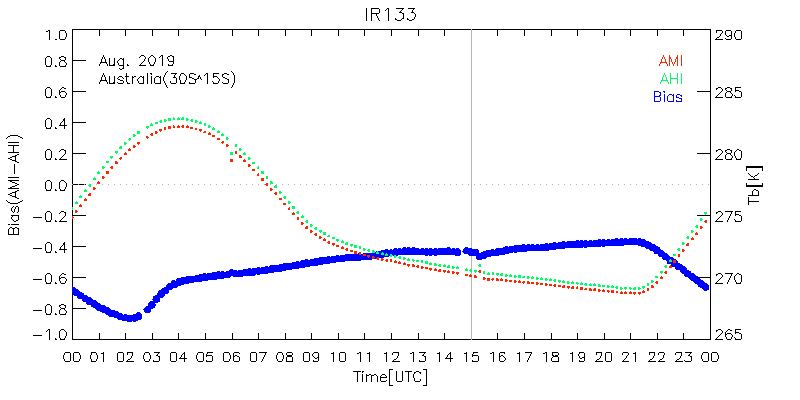 IR133
Aug. 2019
Australia(30S^15S)
AMI
AHI
Bias
Bias(AMI-AHI)
1.0
0.8
0.6
0.4
0.2
0.0
-0.2
-0.4
-0.6
-0.8
-1.0
290
285
280
275
270
265
Tb[K]
00 01 02 03 04 05 06 07 08 09 10 11 12 13 14 15 16 17 18 19 20 21 22 23 00
Time[UTC]